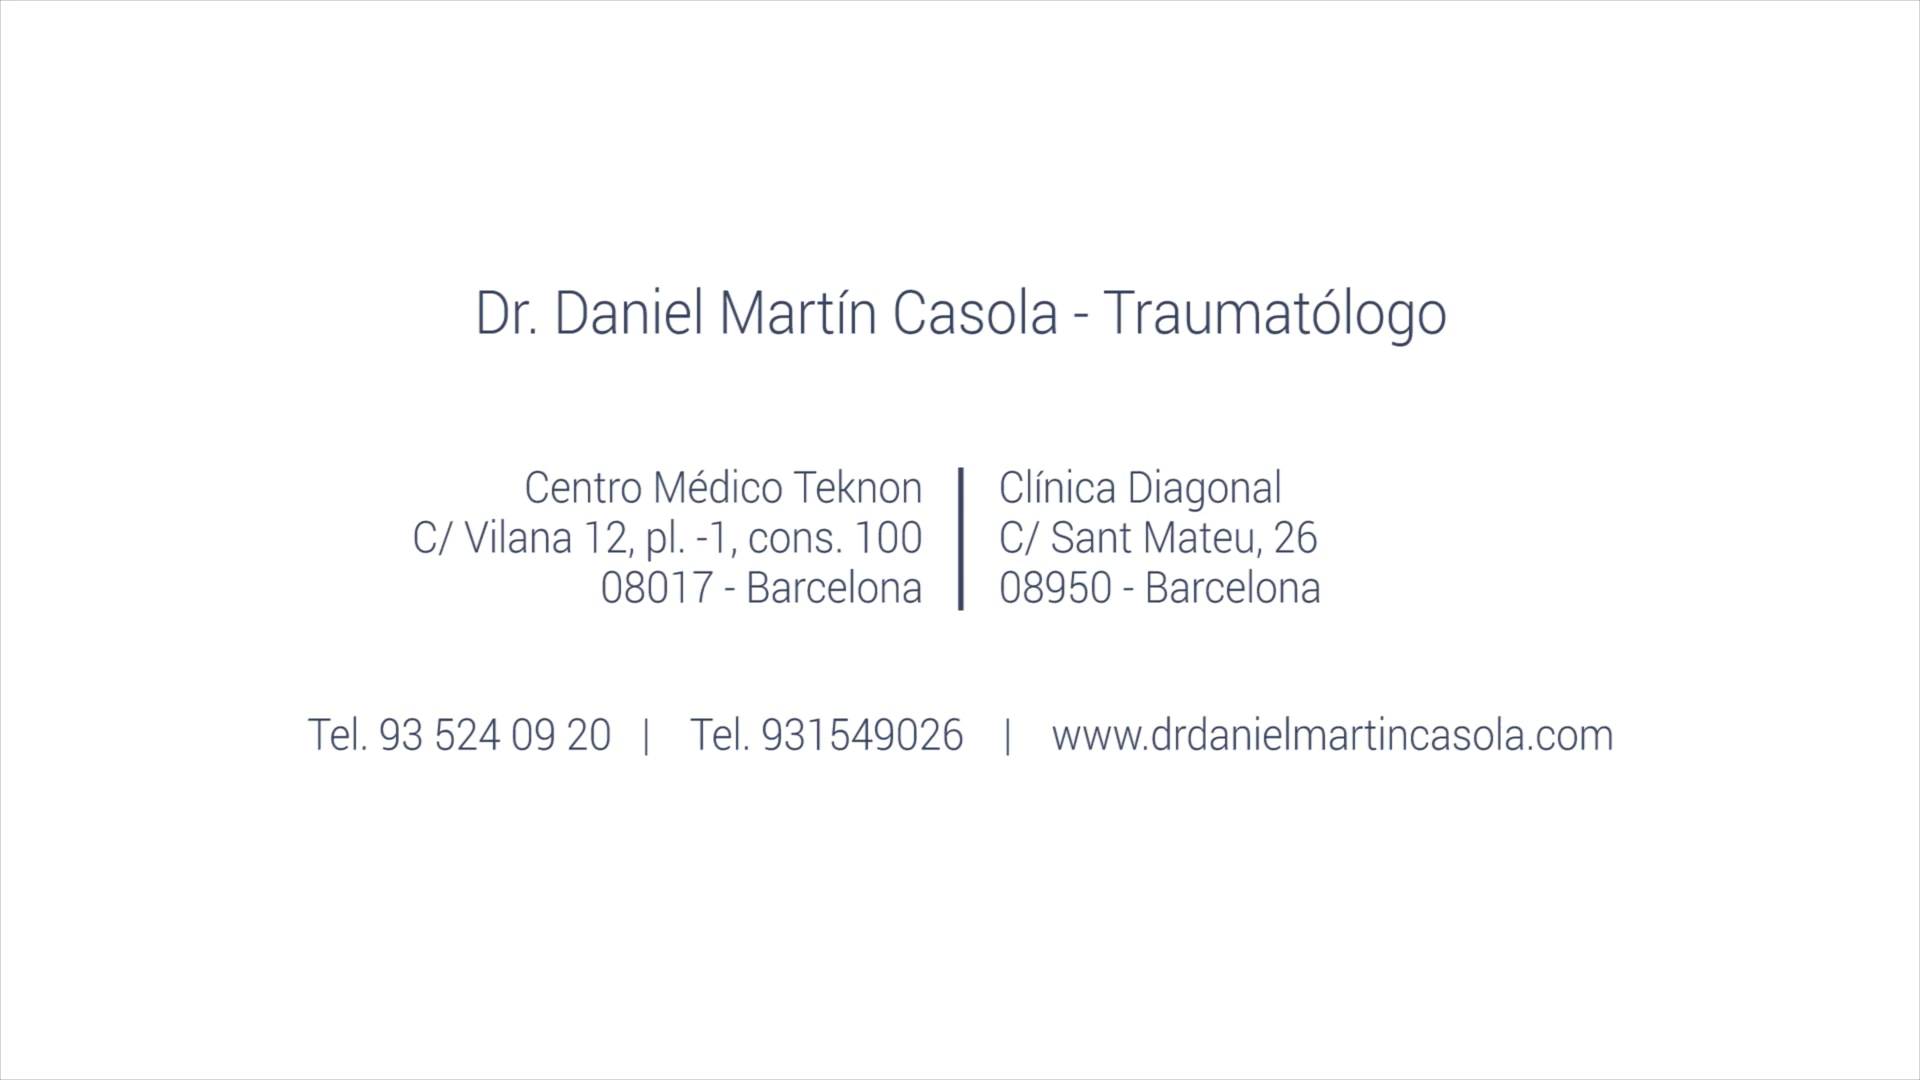 Dr. Daniel Martín Casola - Traumatólogo
Centro Médico Teknon
C/ Vilana 12, pl. -1, cons. 100
08017 - Barcelona
Clínica Diagonal
C/ Sant Mateu, 26
08950 - Barcelona
Tel. 93 524 09 20 | Tel. 931549026 | www.drdanielmartincasola.com